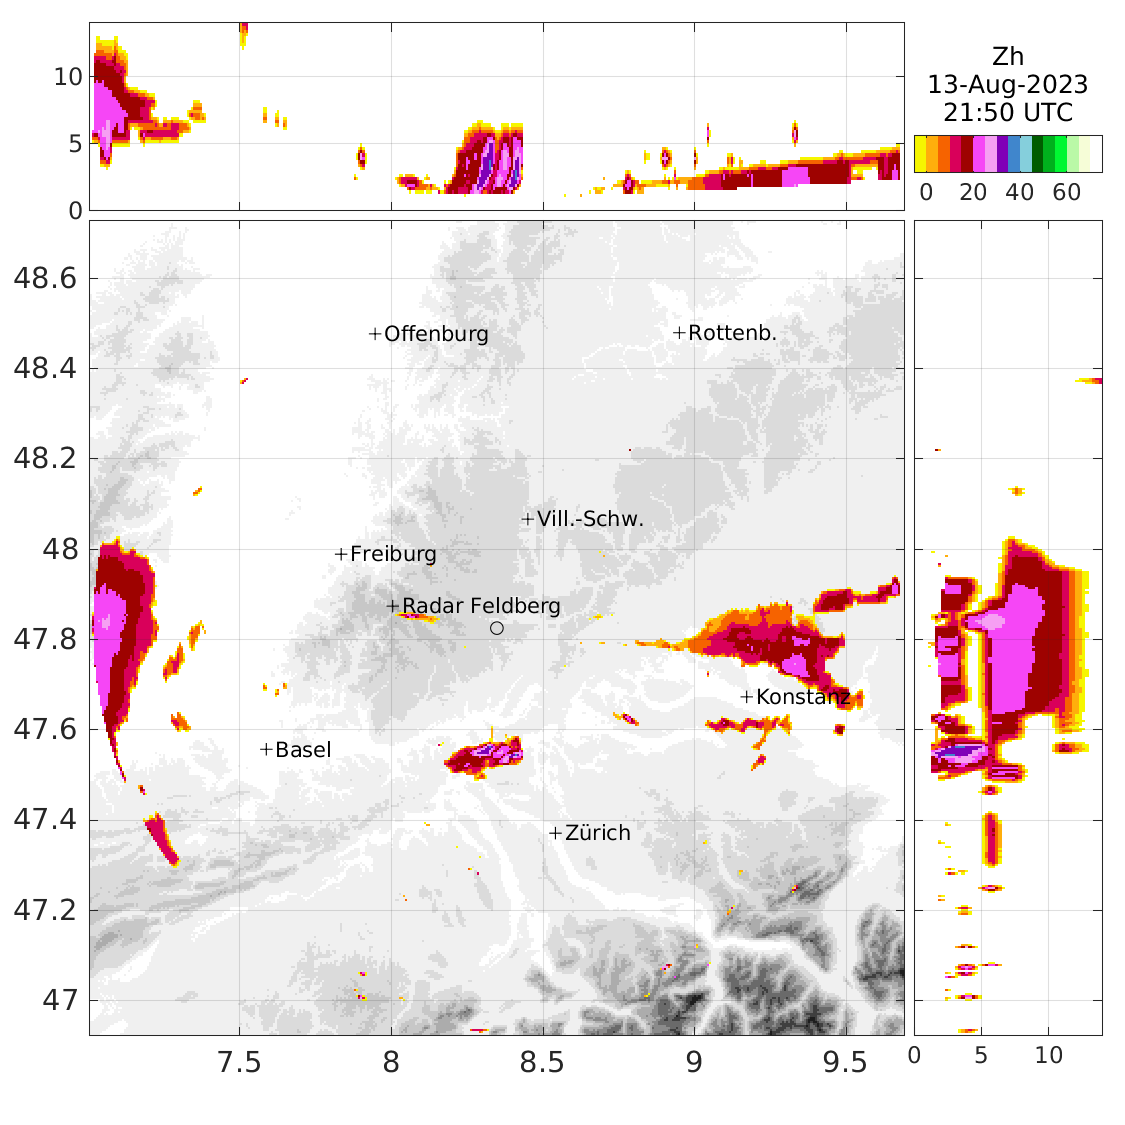 Zh
13-Aug-2023
21:50 UTC
0 20 40 60
10
5
0
48.6
48.4
48.2
48
47.8
47.6
47.4
47.2
47
Offenburg
Rottenb.
Vill.-Schw.
Freiburg
Radar Feldberg
Konstanz
Basel
Zürich
7.5 8 8.5 9 9.5
0 5 10